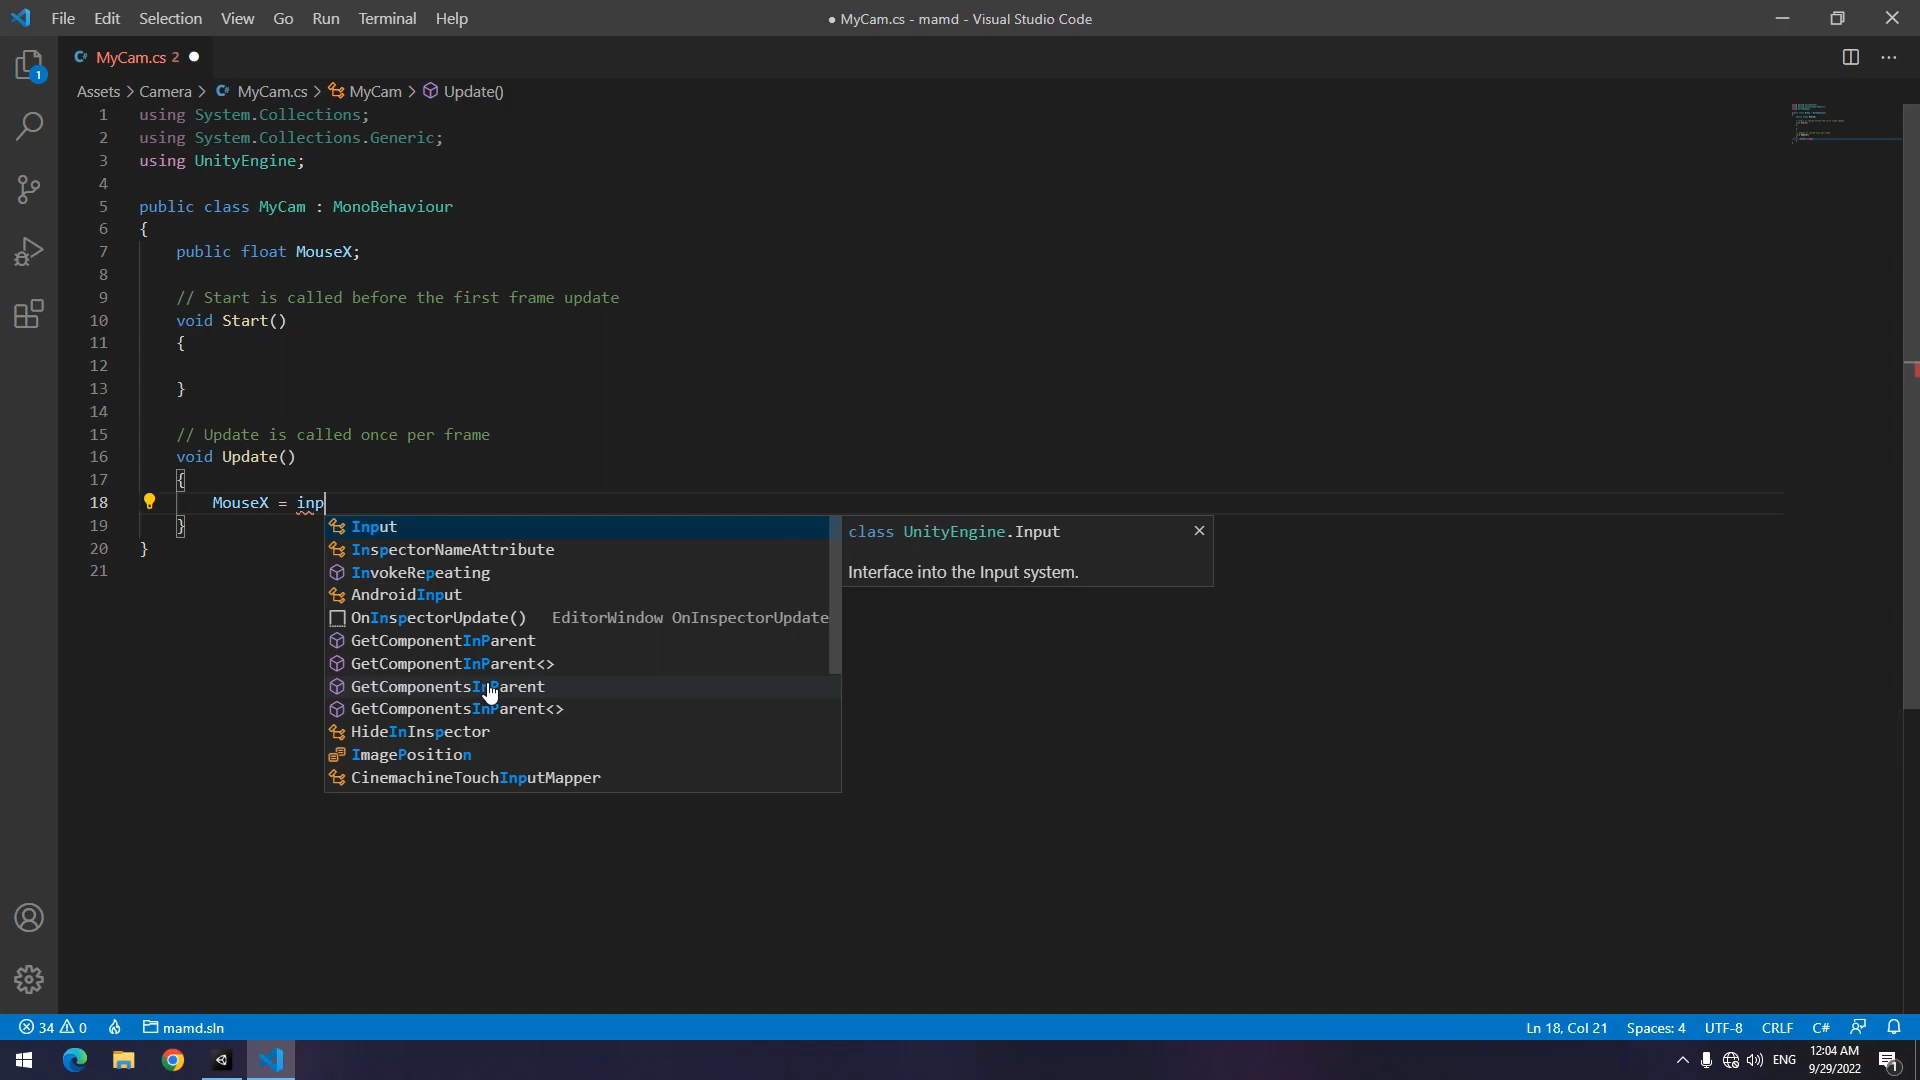 File Edit Selection View Go Run Terminal Help
● MyCam.cs - mamd - Visual Studio Code
1
C# MyCam.cs 2 ●
Assets > Camera > C# MyCam.cs > MyCam > Update()
1 using System.Collections;
2 using System.Collections.Generic;
3 using UnityEngine;
4
5 public class MyCam : MonoBehaviour
6 {
7 public float MouseX;
8
9 // Start is called before the first frame update
10 void Start()
11 {
12
13 }
14
15 // Update is called once per frame
16 void Update()
17 {
18 MouseX = inp
19 }
20 }
21
Input
InspectorNameAttribute
InvokeRepeating
AndroidInput
OnInspectorUpdate() EditorWindow OnInspectorUpdate
GetComponentInParent
GetComponentInParent<>
GetComponentsInParent
GetComponentsInParent<>
HideInInspector
ImagePosition
CinemachineTouchInputMapper
class UnityEngine.Input
Interface into the Input system.
34 0 mamd.sln
Ln 18, Col 21 Spaces: 4 UTF-8 CRLF C#
ENG
12:04 AM
9/29/2022
1